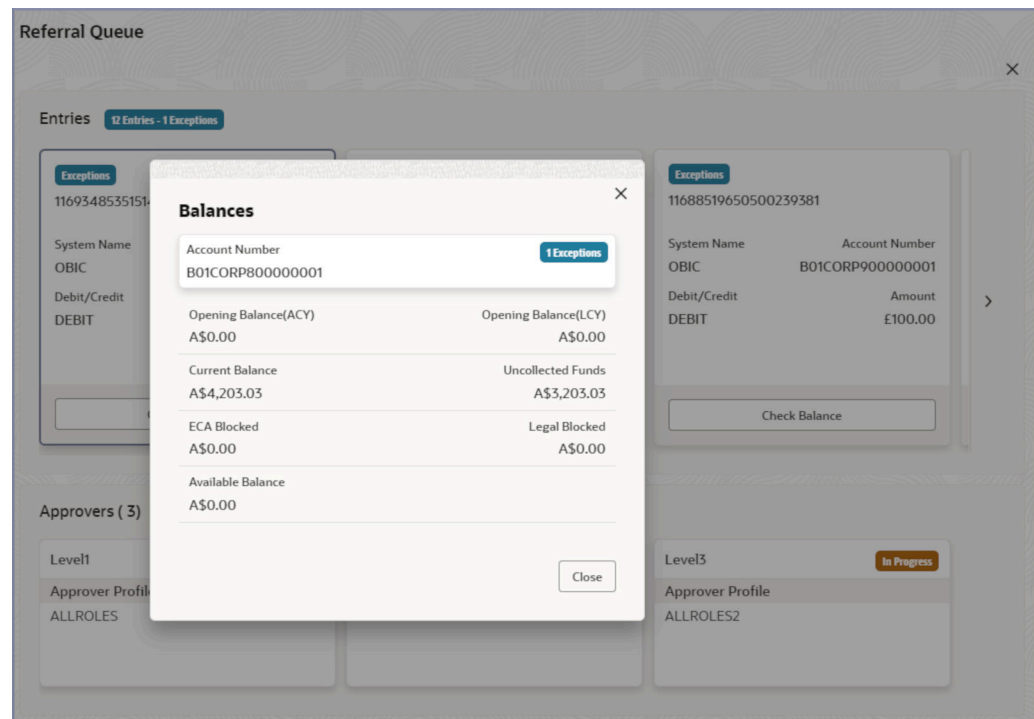 Referral Queue
Entries 12 Entries - 1 Exceptions
Exceptions
System Name
OBIC
Debit/Credit
DEBIT
Balances
Account Number 1 Exceptions
B01CORP800000001
Opening Balance(ACY) Opening Balance(LCY)
A$0.00 A$0.00
Current Balance Uncollected Funds
A$4,203.03 A$3,203.03
ECA Blocked Legal Blocked
A$0.00 A$0.00
Available Balance
A$0.00
Close
Exceptions
11688519650500239381
System Name Account Number
OBIC B01CORP900000001
Debit/Credit Amount
DEBIT £100.00
Check Balance
Approvers ( 3)
Level1
Approver
ALLROLES
Level3 In Progress
Approver Profile
ALLROLES2